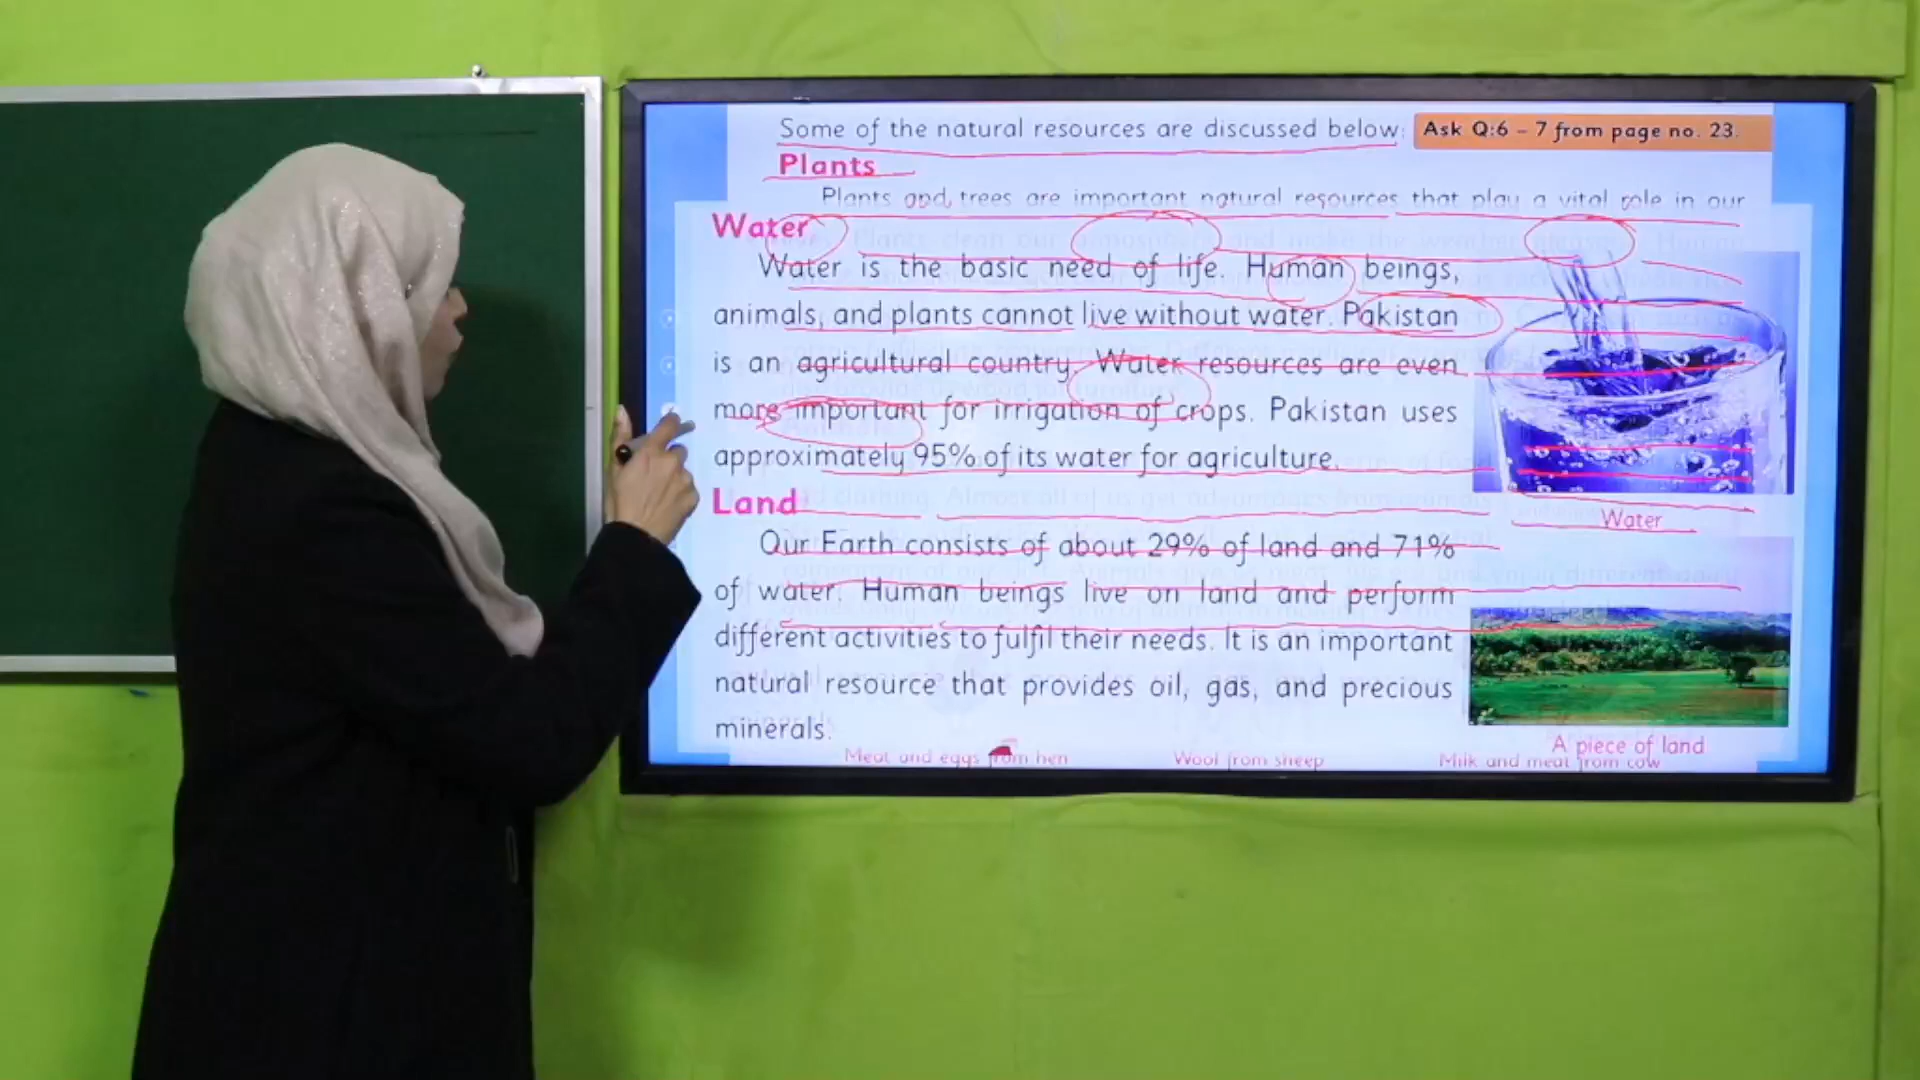 Some of the natural resources are discussed below:
Ask Q:6 – 7 from page no. 23.
Plants
Plants and trees are important natural resources that play a vital role in our
Water
Water is the basic need of life. Human beings,
animals, and plants cannot live without water. Pakistan
is an agricultural country. Water resources are even
more important for irrigation of crops. Pakistan uses
approximately 95% of its water for agriculture.
Water
Land
Our Earth consists of about 29% of land and 71%
of water. Human beings live on land and perform
different activities to fulfil their needs. It is an important
natural resource that provides oil, gas, and precious
minerals.
A piece of land
Meat and eggs from hen
Wool from sheep
Milk and meat from cow